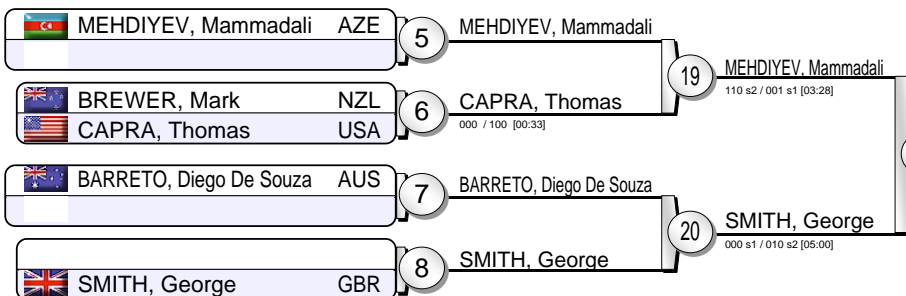 MEHDIYEV, Mammadali AZE
5
MEHDIYEV, Mammadali
19
MEHDIYEV, Mammadali
110 s2 / 001 s1 [03:28]
BREWER, Mark NZL
CAPRA, Thomas USA
6
CAPRA, Thomas
000 / 100 [00:33]
BARRETO, Diego De Souza AUS
7
BARRETO, Diego De Souza
20
SMITH, George
000 s1 / 010 s2 [05:00]
SMITH, George GBR
8
SMITH, George